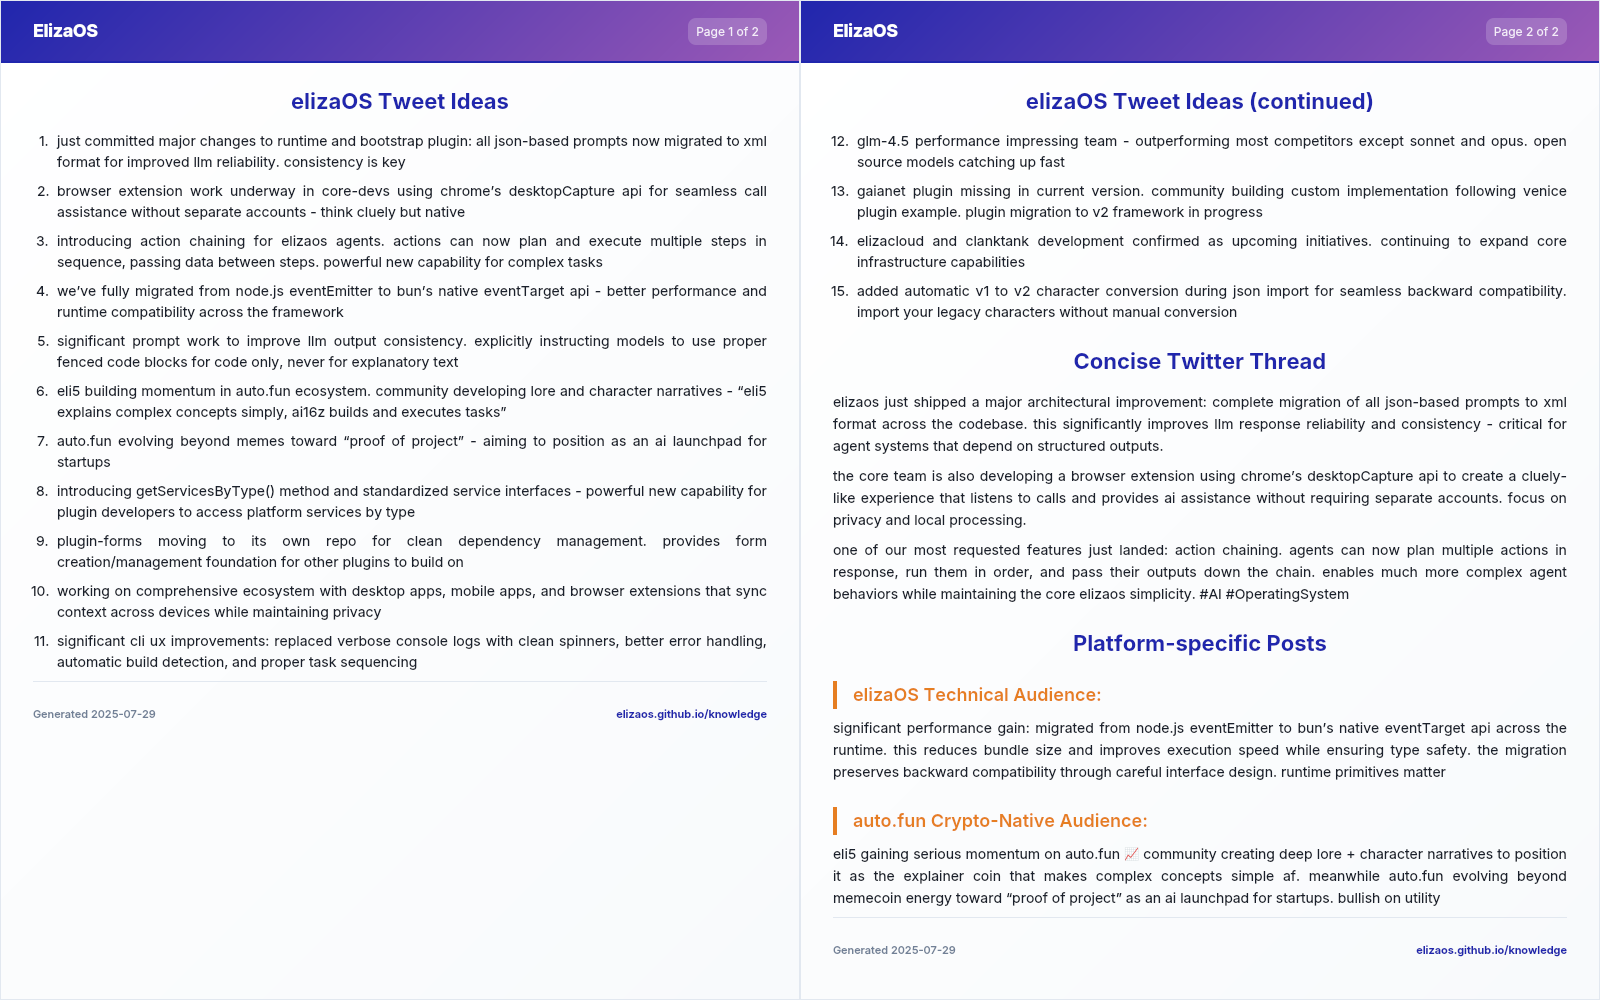 ElizaOS
Page 1 of 2
elizaOS Tweet Ideas
1. just committed major changes to runtime and bootstrap plugin: all json-based prompts now migrated to xml
format for improved llm reliability. consistency is key
2. browser extension work underway in core-devs using chrome’s desktopCapture api for seamless call
assistance without separate accounts - think cluely but native
3. introducing action chaining for elizaos agents. actions can now plan and execute multiple steps in
sequence, passing data between steps. powerful new capability for complex tasks
4. we’ve fully migrated from node.js eventEmitter to bun’s native eventTarget api - better performance and
runtime compatibility across the framework
5. significant prompt work to improve llm output consistency. explicitly instructing models to use proper
fenced code blocks for code only, never for explanatory text
6. eli5 building momentum in auto.fun ecosystem. community developing lore and character narratives - “eli5
explains complex concepts simply, ai16z builds and executes tasks”
7. auto.fun evolving beyond memes toward “proof of project” - aiming to position as an ai launchpad for
startups
8. introducing getServicesByType() method and standardized service interfaces - powerful new capability for
plugin developers to access platform services by type
9. plugin-forms moving to its own repo for clean dependency management. provides form
creation/management foundation for other plugins to build on
10. working on comprehensive ecosystem with desktop apps, mobile apps, and browser extensions that sync
context across devices while maintaining privacy
11. significant cli ux improvements: replaced verbose console logs with clean spinners, better error handling,
automatic build detection, and proper task sequencing
Generated 2025-07-29
elizaos.github.io/knowledge
ElizaOS
Page 2 of 2
elizaOS Tweet Ideas (continued)
12. glm-4.5 performance impressing team - outperforming most competitors except sonnet and opus. open
source models catching up fast
13. gaianet plugin missing in current version. community building custom implementation following venice
plugin example. plugin migration to v2 framework in progress
14. elizacloud and clanktank development confirmed as upcoming initiatives. continuing to expand core
infrastructure capabilities
15. added automatic v1 to v2 character conversion during json import for seamless backward compatibility.
import your legacy characters without manual conversion
Concise Twitter Thread
elizaos just shipped a major architectural improvement: complete migration of all json-based prompts to xml
format across the codebase. this significantly improves llm response reliability and consistency - critical for
agent systems that depend on structured outputs.
the core team is also developing a browser extension using chrome’s desktopCapture api to create a cluely-
like experience that listens to calls and provides ai assistance without requiring separate accounts. focus on
privacy and local processing.
one of our most requested features just landed: action chaining. agents can now plan multiple actions in
response, run them in order, and pass their outputs down the chain. enables much more complex agent
behaviors while maintaining the core elizaos simplicity. #AI #OperatingSystem
Platform-specific Posts
elizaOS Technical Audience:
significant performance gain: migrated from node.js eventEmitter to bun’s native eventTarget api across the
runtime. this reduces bundle size and improves execution speed while ensuring type safety. the migration
preserves backward compatibility through careful interface design. runtime primitives matter
auto.fun Crypto-Native Audience:
eli5 gaining serious momentum on auto.fun 📈 community creating deep lore + character narratives to position
it as the explainer coin that makes complex concepts simple af. meanwhile auto.fun evolving beyond
memecoin energy toward “proof of project” as an ai launchpad for startups. bullish on utility
Generated 2025-07-29
elizaos.github.io/knowledge